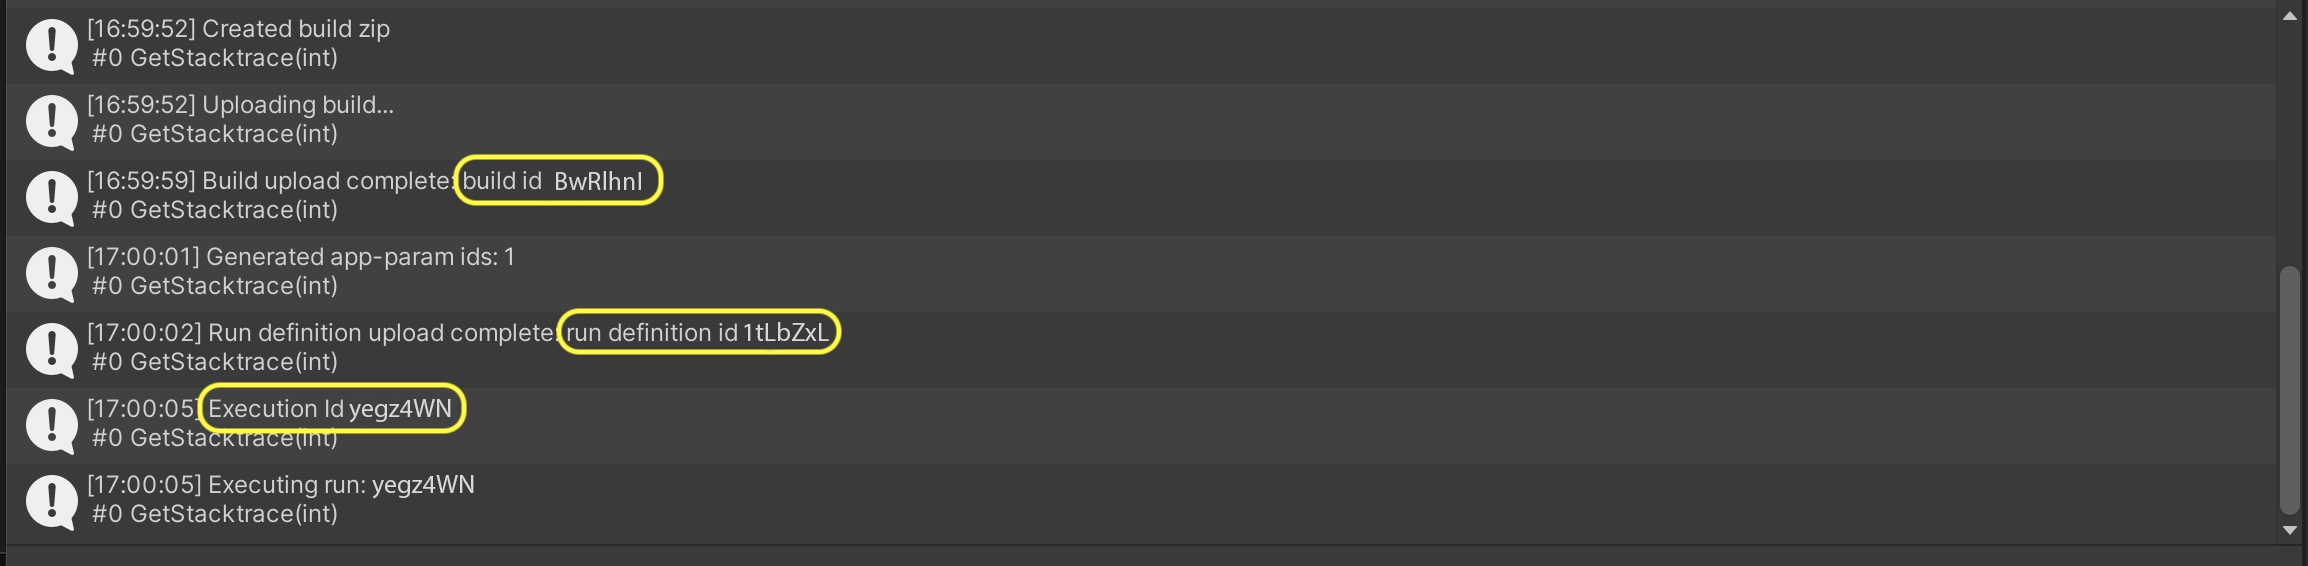 [16:59:52] Created build zip
#0 GetStacktrace(int)
[16:59:52] Uploading build...
#0 GetStacktrace(int)
[16:59:59] Build upload complete: build id BwRlhnI
#0 GetStacktrace(int)
[17:00:01] Generated app-param ids: 1
#0 GetStacktrace(int)
[17:00:02] Run definition upload complete: run definition id 1tLbZxL
#0 GetStacktrace(int)
[17:00:05] Execution Id yegz4WN
#0 GetStacktrace(int)
[17:00:05] Executing run: yegz4WN
#0 GetStacktrace(int)